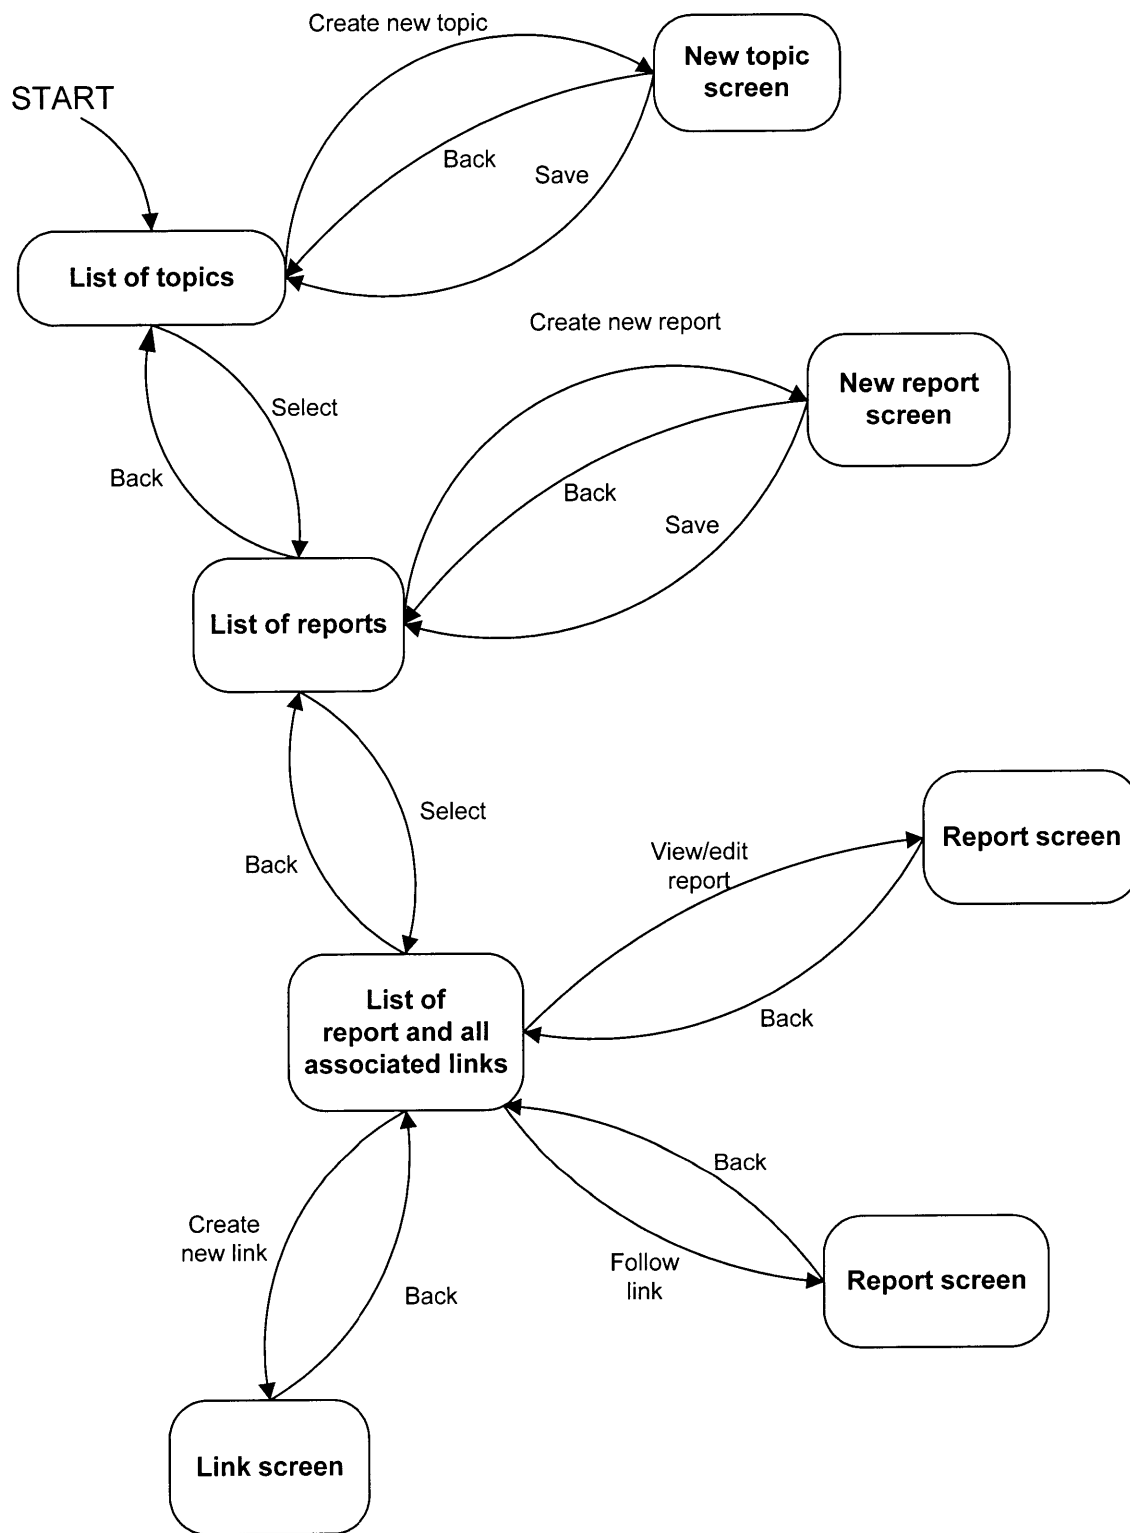 Create new topic
New topic
screen
START
Back
Save
List of topics
Create new report
New report
screen
Select
Back
Back
Save
List of reports
Select
Back
View/edit
report
Report screen
List of
report and all
associated links
Back
Back
Create
new link
Follow
link
Back
Report screen
Link screen